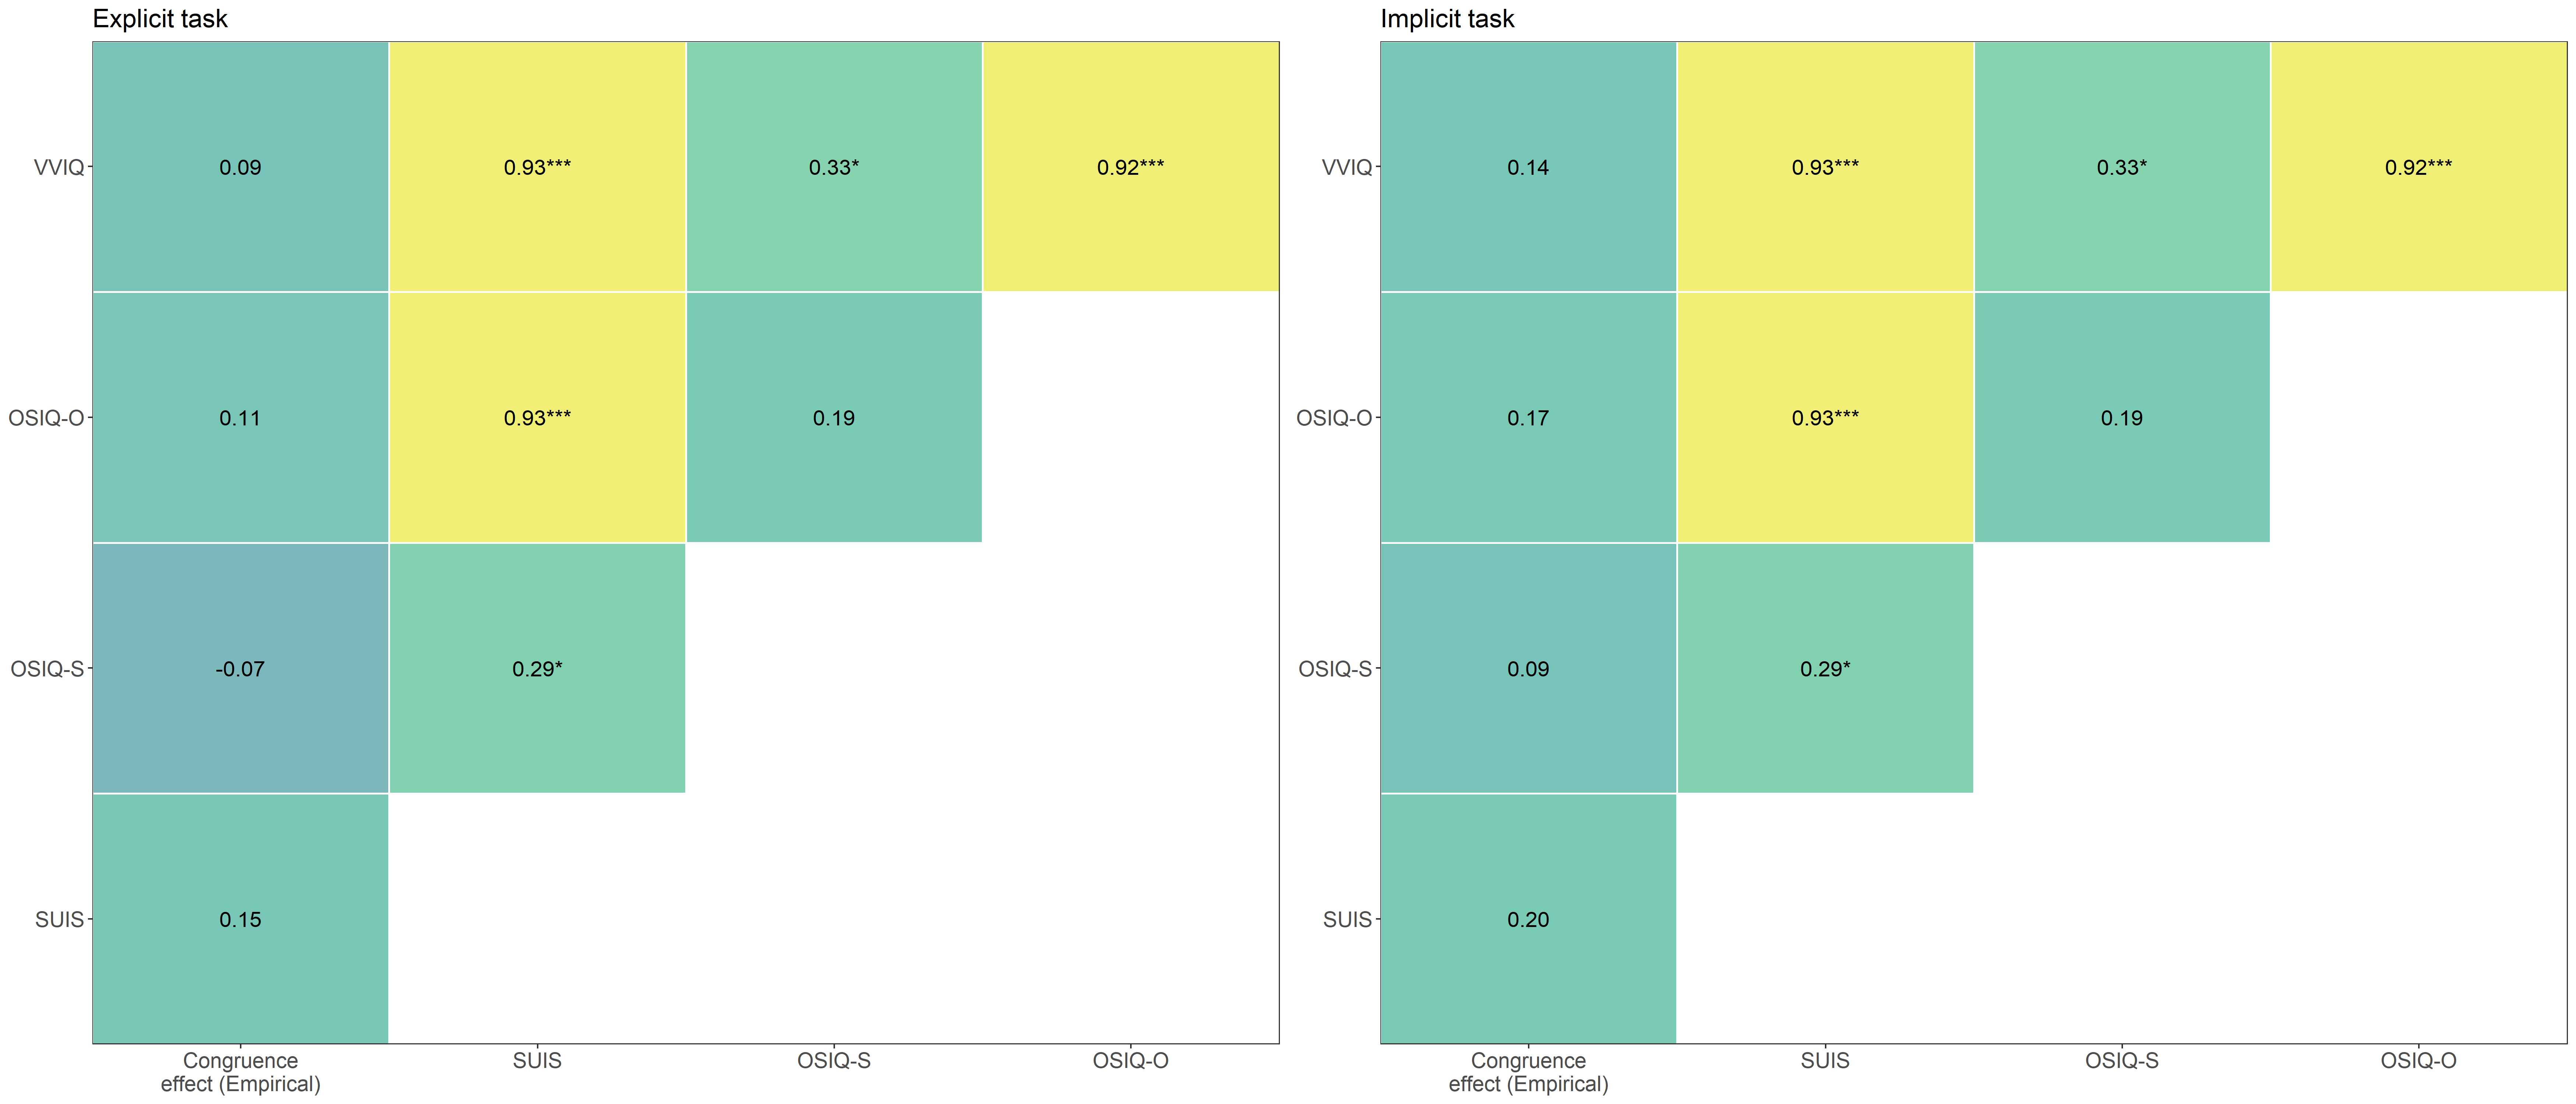 Explicit task
VVIQ 0.09 0.93*** 0.33* 0.92***
OSIQ-O 0.11 0.93*** 0.19
OSIQ-S -0.07 0.29*
SUIS 0.15
Congruence effect (Empirical) SUIS OSIQ-S OSIQ-O
Implicit task
VVIQ 0.14 0.93*** 0.33* 0.92***
OSIQ-O 0.17 0.93*** 0.19
OSIQ-S 0.09 0.29*
SUIS 0.20
Congruence effect (Empirical) SUIS OSIQ-S OSIQ-O